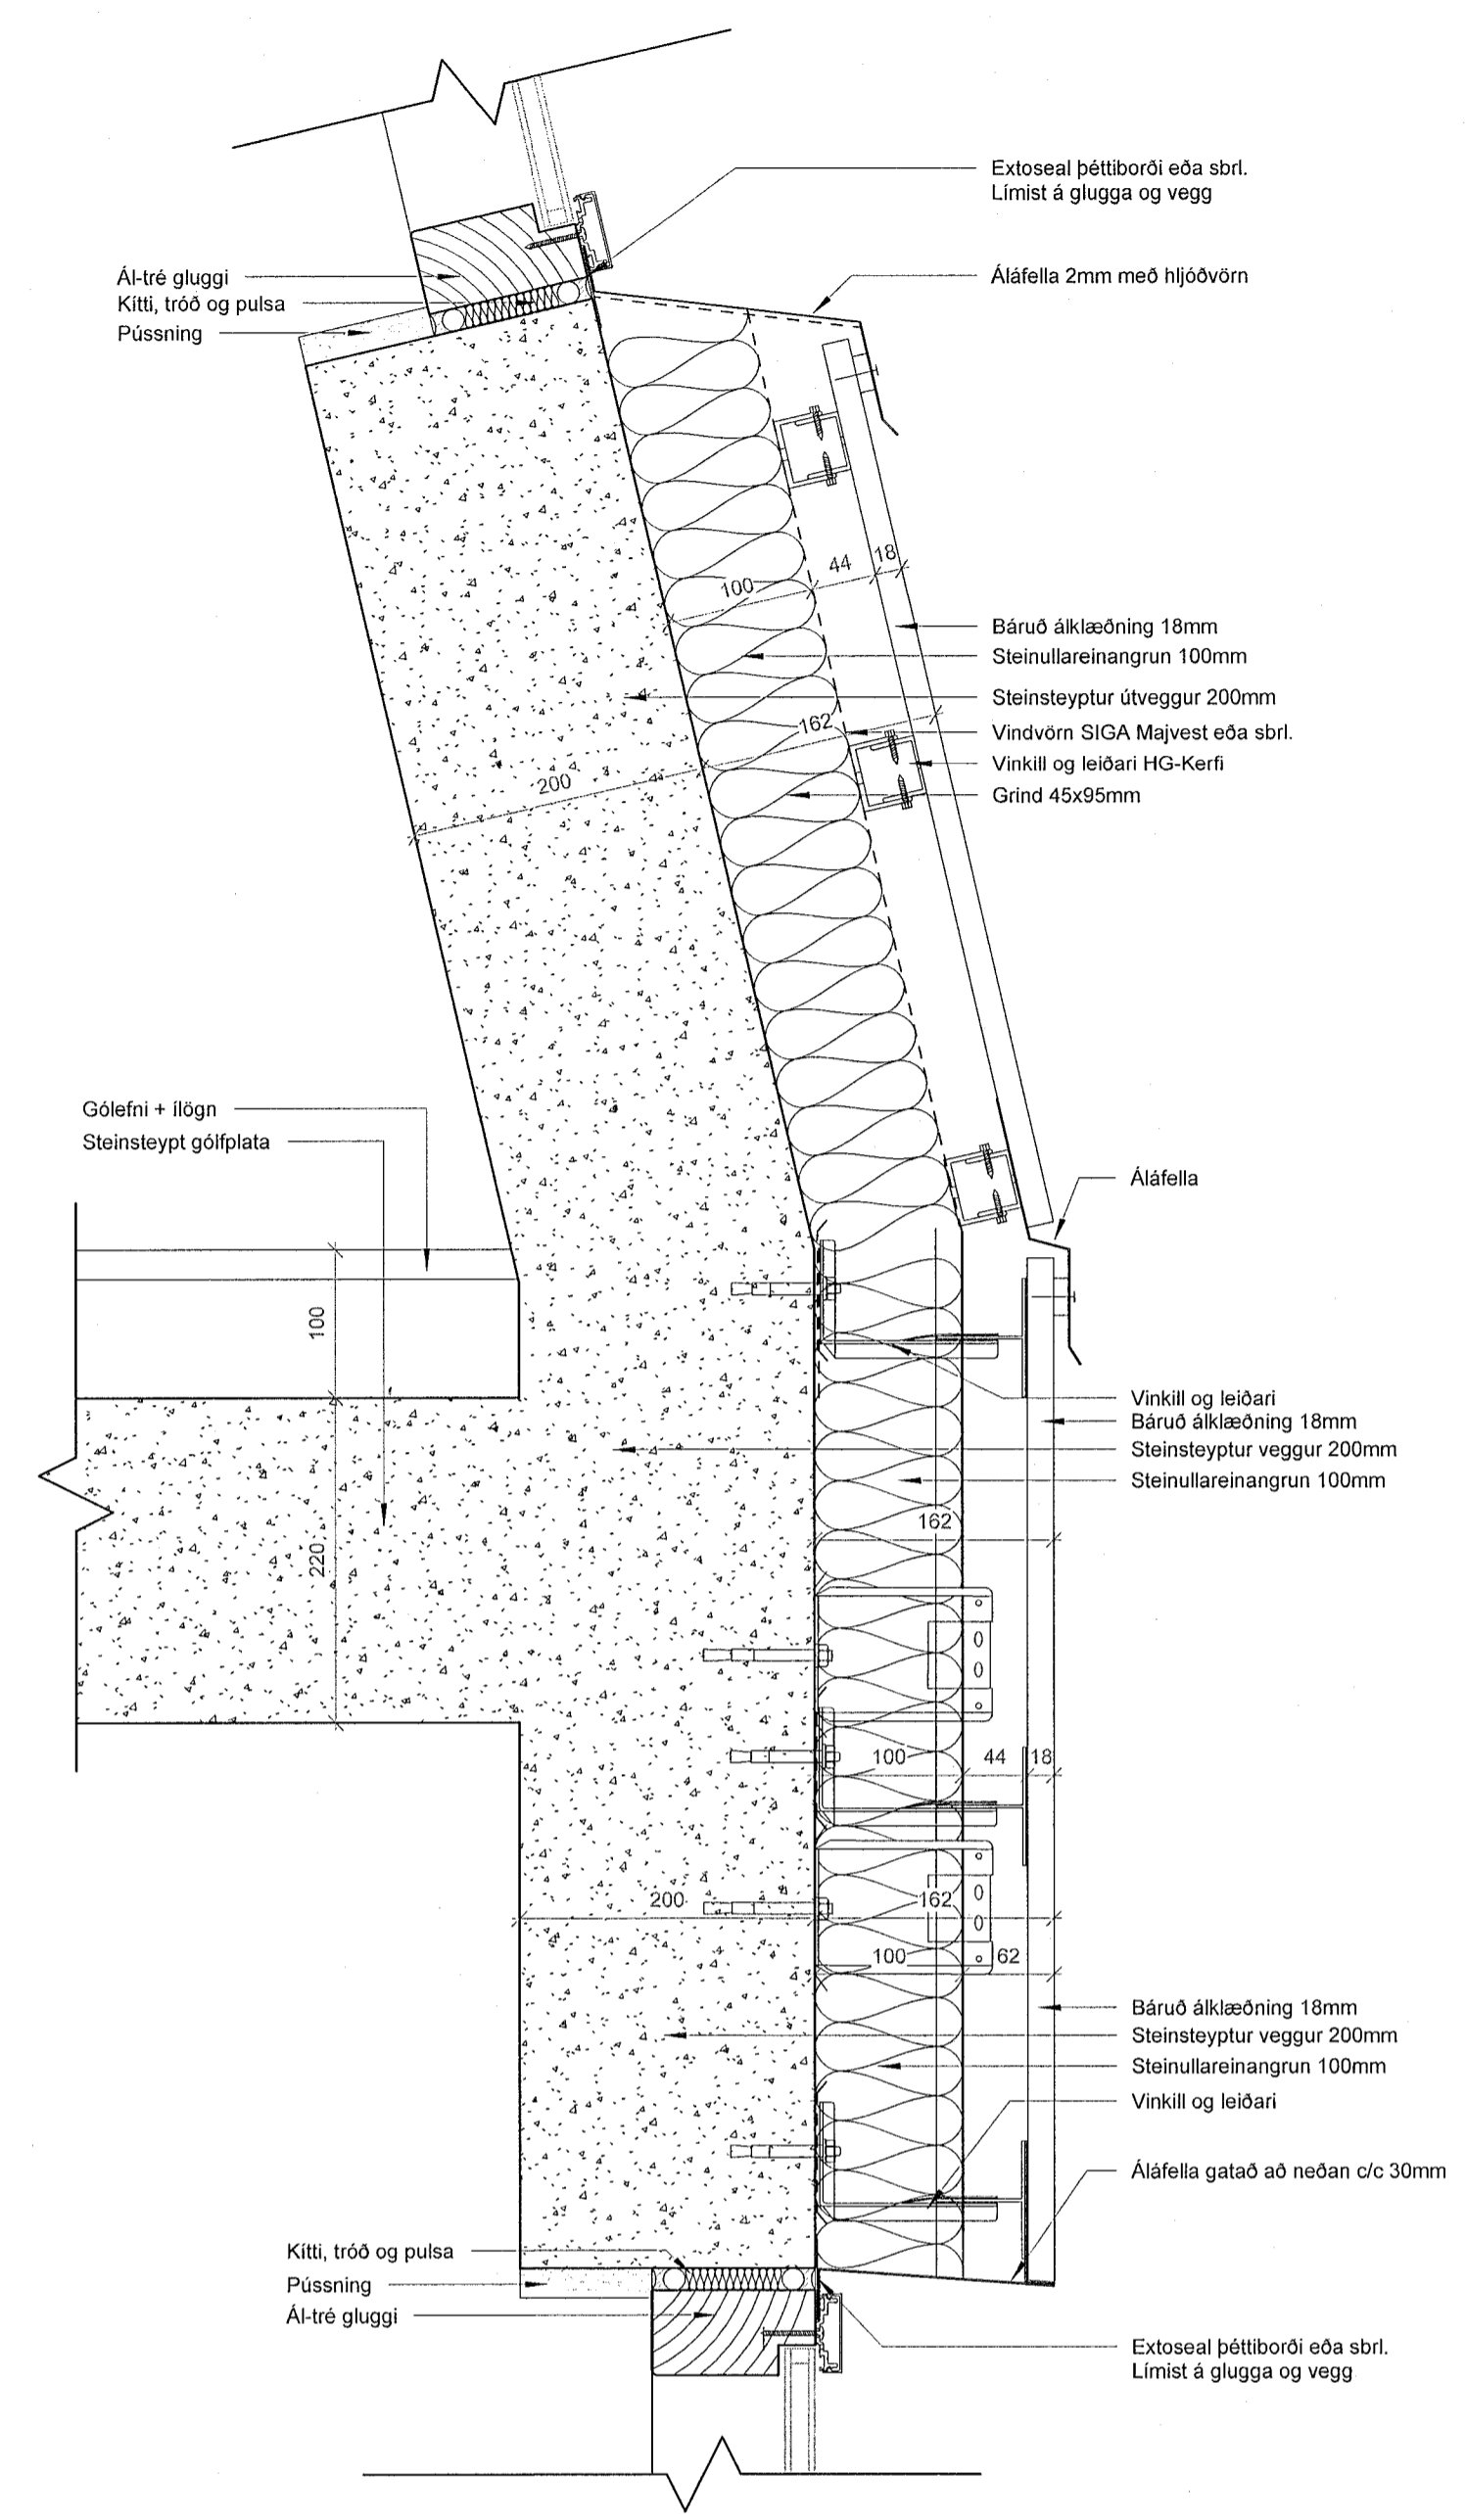 Extoseal þéttiborði eða sbrl.
Límist á glugga og vegg
Ál-tré gluggi
Kítti, tróð og pulsa
Pússning
Áláfella 2mm með hljóðvörn
100
44
18
Báruð álklæðning 18mm
Steinullareinangrun 100mm
Steinsteyptur útveggur 200mm
Vindvörn SIGA Majvest eða sbrl.
Vinkill og leiðari HG-Kerfi
Grind 45x95mm
162
200
Gólefni + ílögn
Steinsteypt gólfplata
Áláfella
100
220
Vinkill og leiðari
Báruð álklæðning 18mm
Steinsteyptur veggur 200mm
Steinullareinangrun 100mm
162
100
44
18
200
162
100
62
Báruð álklæðning 18mm
Steinsteyptur veggur 200mm
Steinullareinangrun 100mm
Vinkill og leiðari
Áláfella gatað að neðan c/c 30mm
Kítti, tróð og pulsa
Pússning
Ál-tré gluggi
Extoseal þéttiborði eða sbrl.
Límist á glugga og vegg